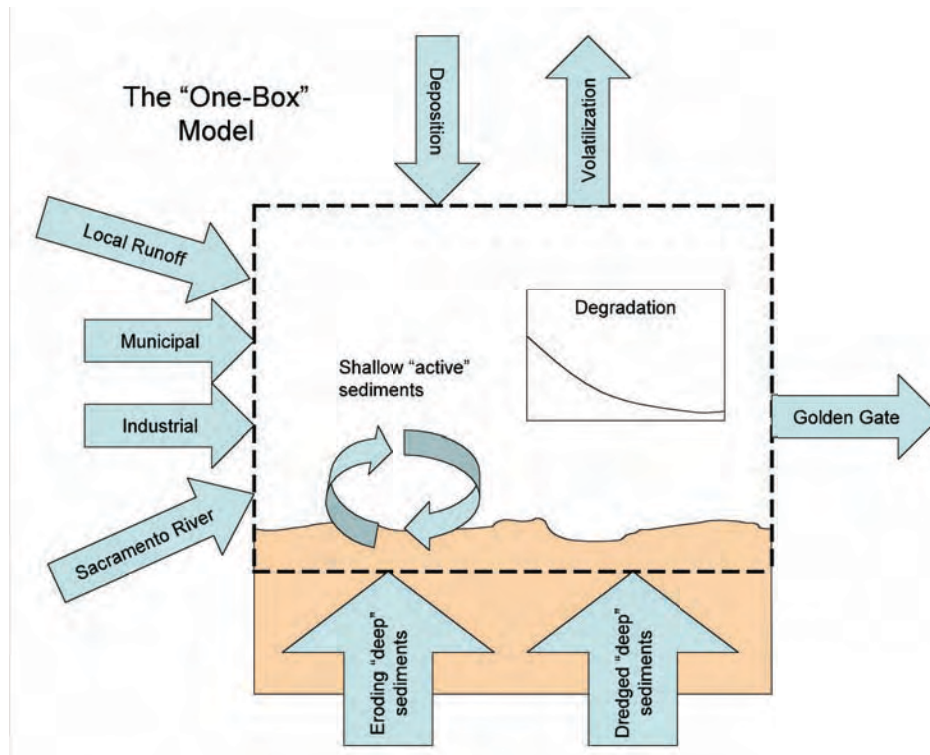 The "One-Box"
Model
Deposition
Volatilization
Local Runoff
Municipal
Industrial
Sacramento River
Shallow "active"
sediments
Degradation
Golden Gate
Eroding "deep"
sediments
Dredged "deep"
sediments